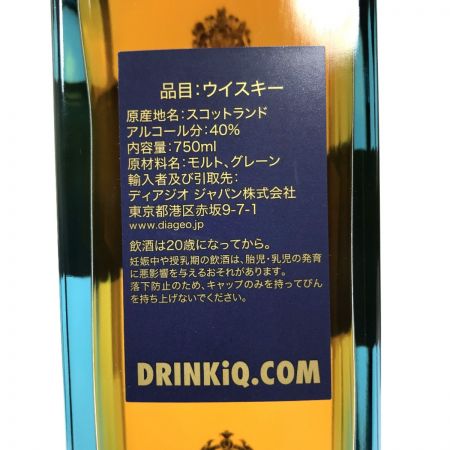 品目：ウイスキー
原産地名：スコットランド
アルコール分：40%
内容量：750ml
原材料名：モルト、グレーン
輸入者及び引取先：
ディアジオ ジャパン株式会社
東京都港区赤坂9-7-1
www.diageo.jp
飲酒は20歳になってから。
妊娠中や授乳期の飲酒は、胎児・乳児の発育
に悪影響を与えるおそれがあります。
落下防止のため、キャップのみを持ってびん
を持ち上げないでください。
DRINKiQ.COM